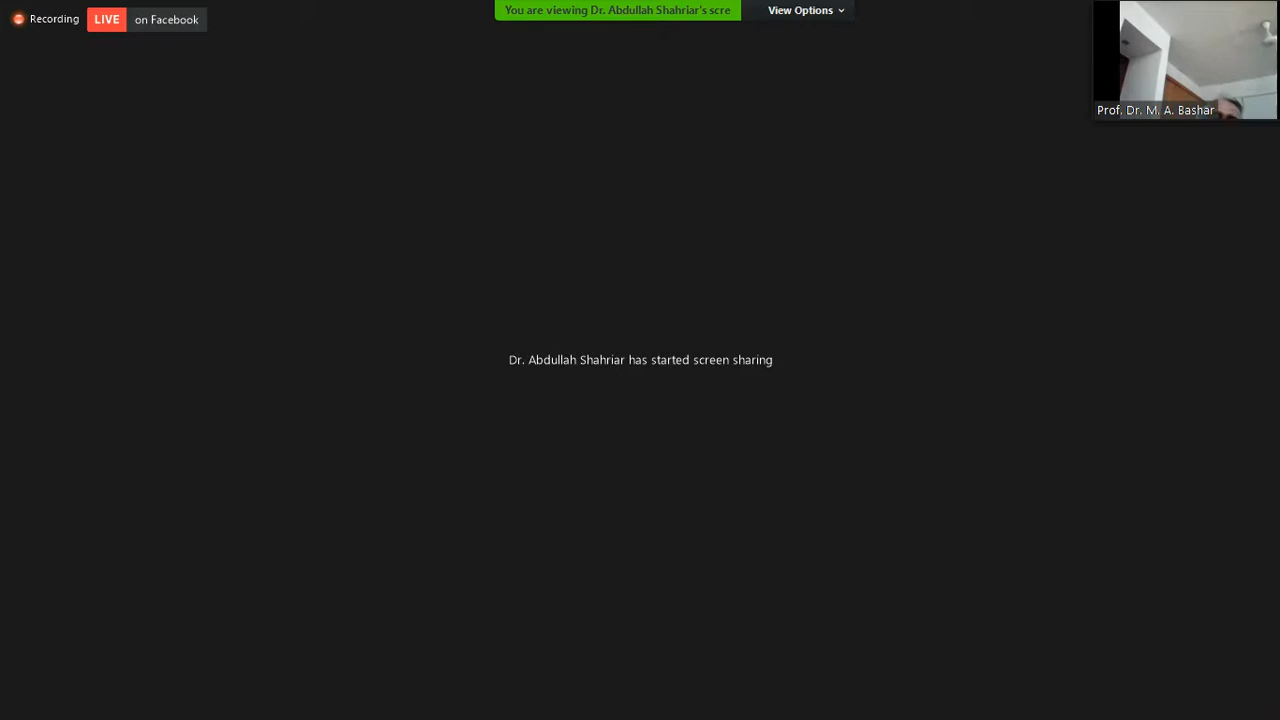 Recording
LIVE on Facebook
You are viewing Dr. Abdullah Shahriar's scre
View Options
Prof. Dr. M. A. Bashar
Dr. Abdullah Shahriar has started screen sharing